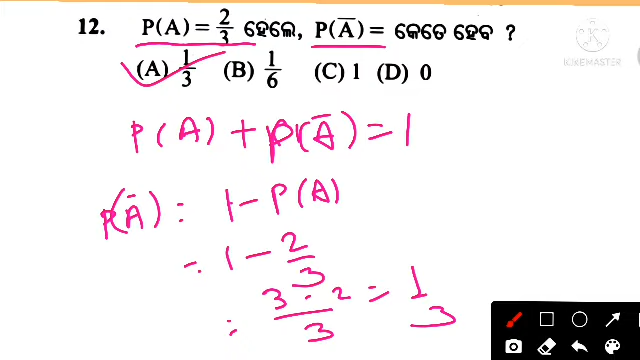 12. P(A) = 2/3 ହେଲେ, P(A̅) = କେତେ ହେବ ?
(A) 1/3 (B) 1/6 (C) 1 (D) 0
KINEMASTER
P(A) + P(A̅) = 1
P(A̅) = 1 - P(A)
= 1 - 2/3
= 3 - 2/3 = 1/3